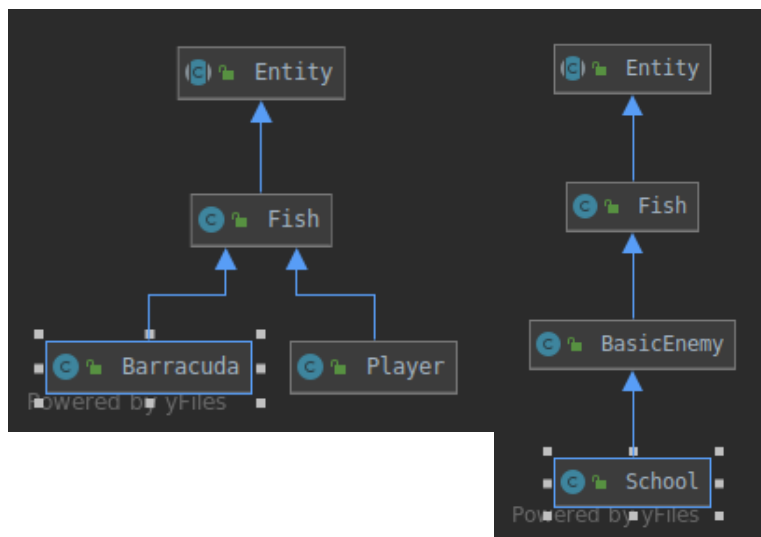 Entity
Fish
Barracuda
Player
Powered by yFiles
Entity
Fish
BasicEnemy
School
Powered by yFiles